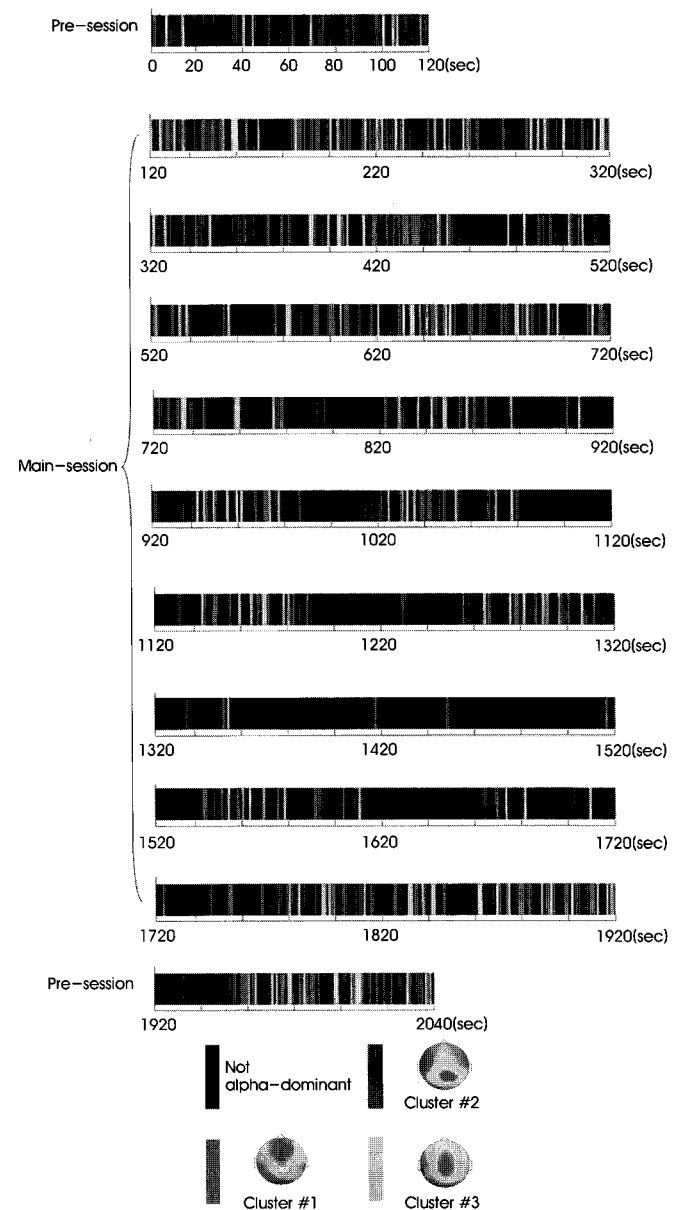 Pre-session
0 20 40 60 80 100 120(sec)
120 220 320(sec)
320 420 520(sec)
520 620 720(sec)
720 820 920(sec)
Main-session
920 1020 1120(sec)
1120 1220 1320(sec)
1320 1420 1520(sec)
1520 1620 1720(sec)
1720 1820 1920(sec)
Pre-session
1920 2040(sec)
Not
alpha-dominant
Cluster #2
Cluster #1
Cluster #3